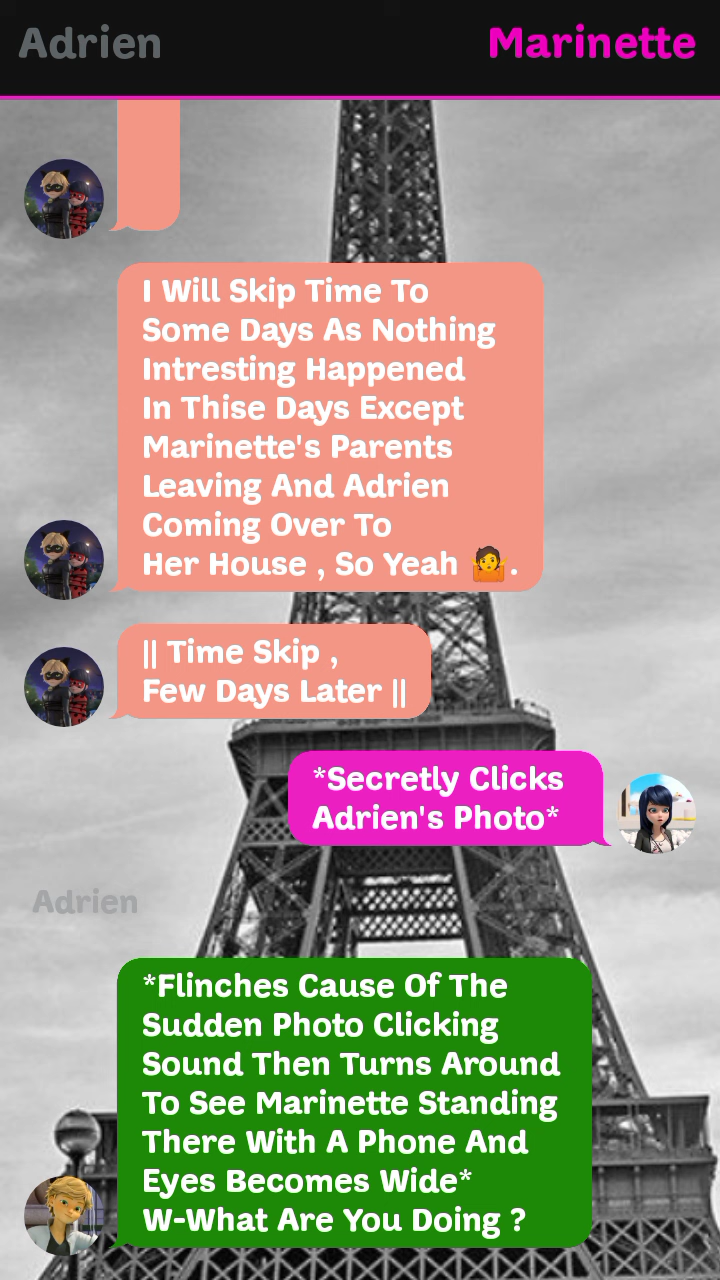 Adrien
Marinette
I Will Skip Time To
Some Days As Nothing
Intresting Happened
In Thise Days Except
Marinette's Parents
Leaving And Adrien
Coming Over To
Her House , So Yeah 🤷.
|| Time Skip ,
Few Days Later ||
*Secretly Clicks
Adrien's Photo*
Adrien
*Flinches Cause Of The
Sudden Photo Clicking
Sound Then Turns Around
To See Marinette Standing
There With A Phone And
Eyes Becomes Wide*
W-What Are You Doing ?